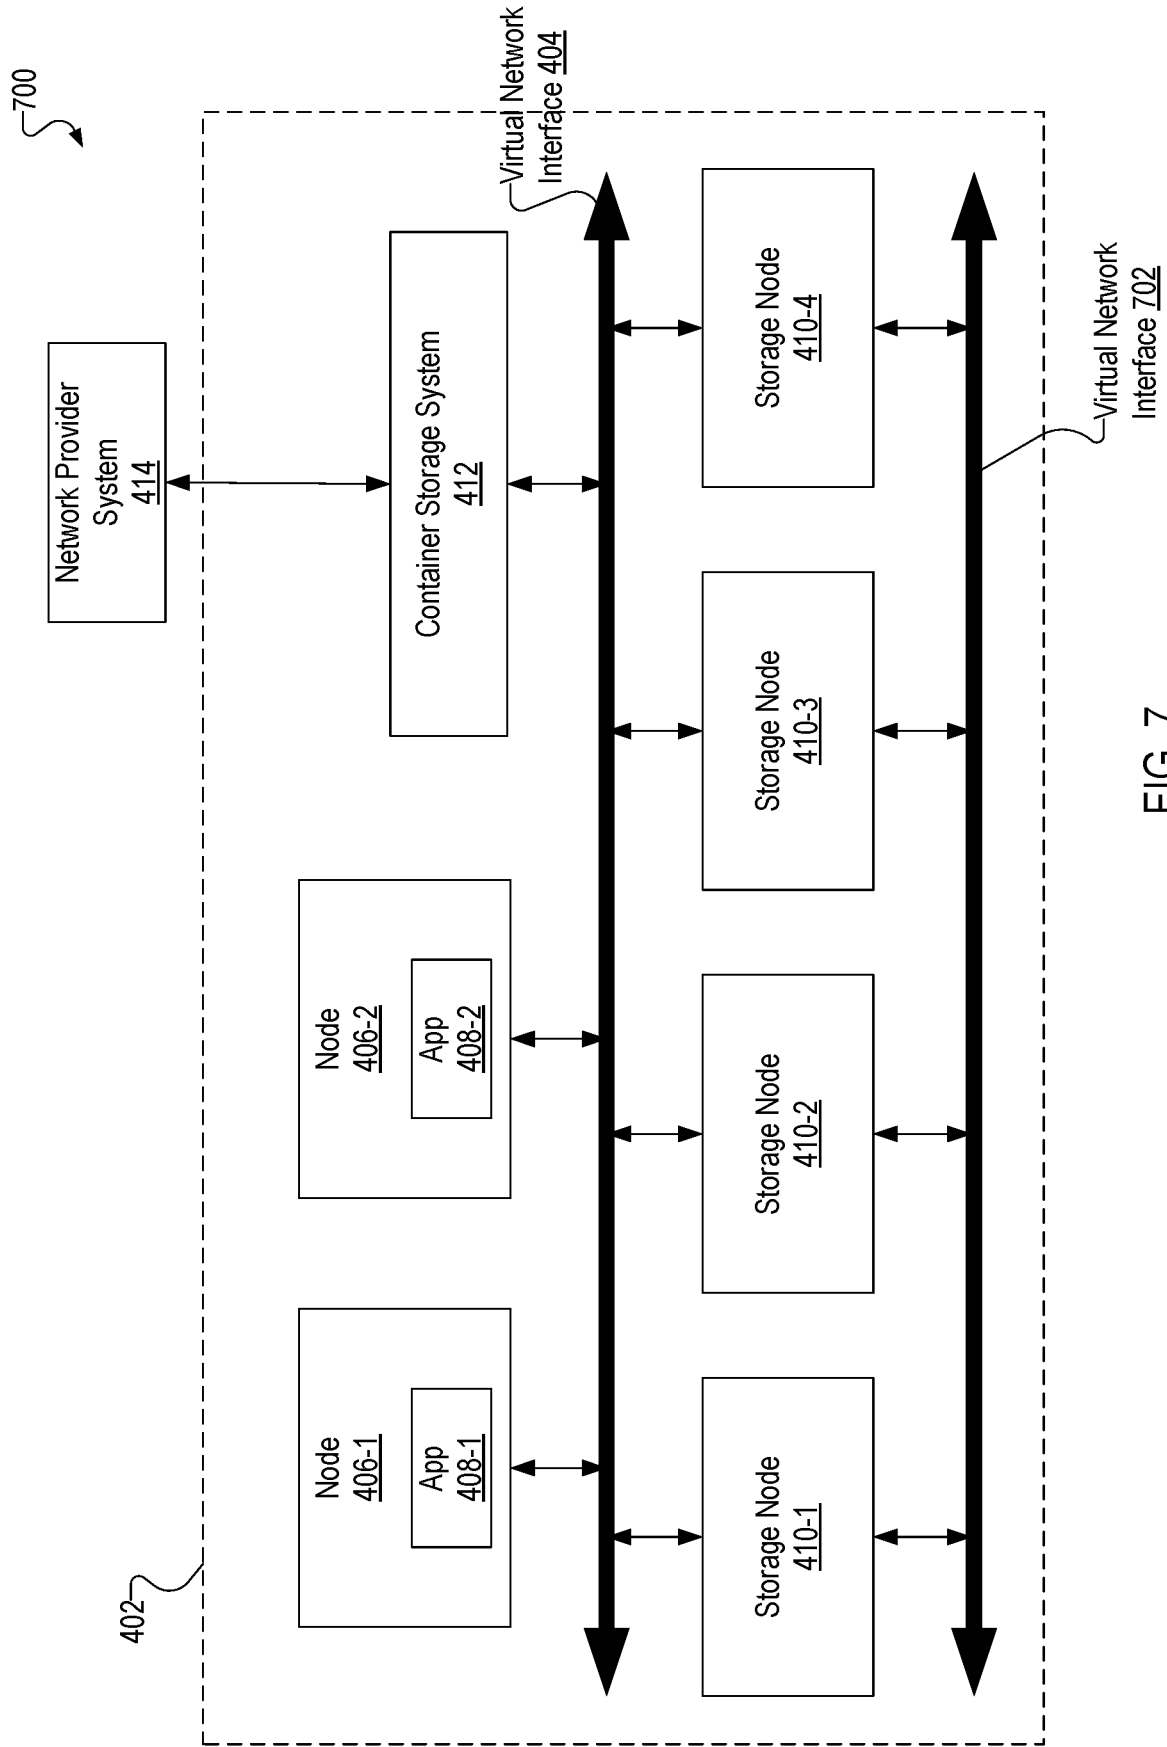 700
Network Provider
System
414
402
Node
406-1
App
408-1
Node
406-2
App
408-2
Container Storage System
412
Virtual Network
Interface 404
Storage Node
410-1
Storage Node
410-2
Storage Node
410-3
Storage Node
410-4
Virtual Network
Interface 702
FIG. 7